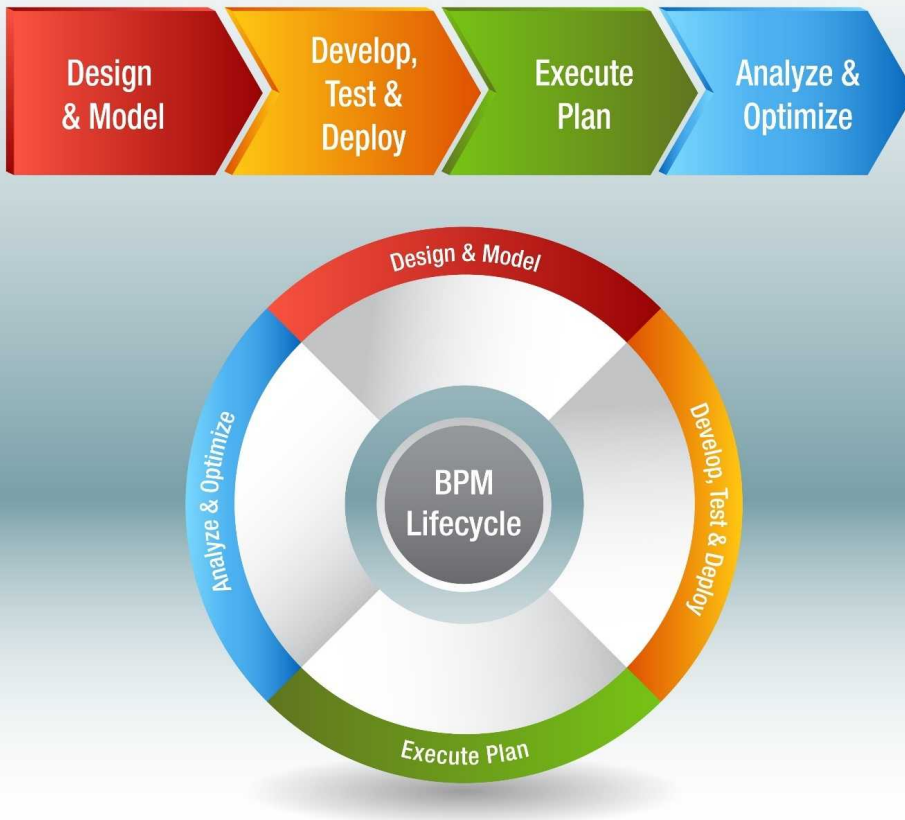 Design
& Model
Develop,
Test &
Deploy
Execute
Plan
Analyze &
Optimize
Design & Model
Develop, Test & Deploy
Execute Plan
Analyze & Optimize
BPM
Lifecycle